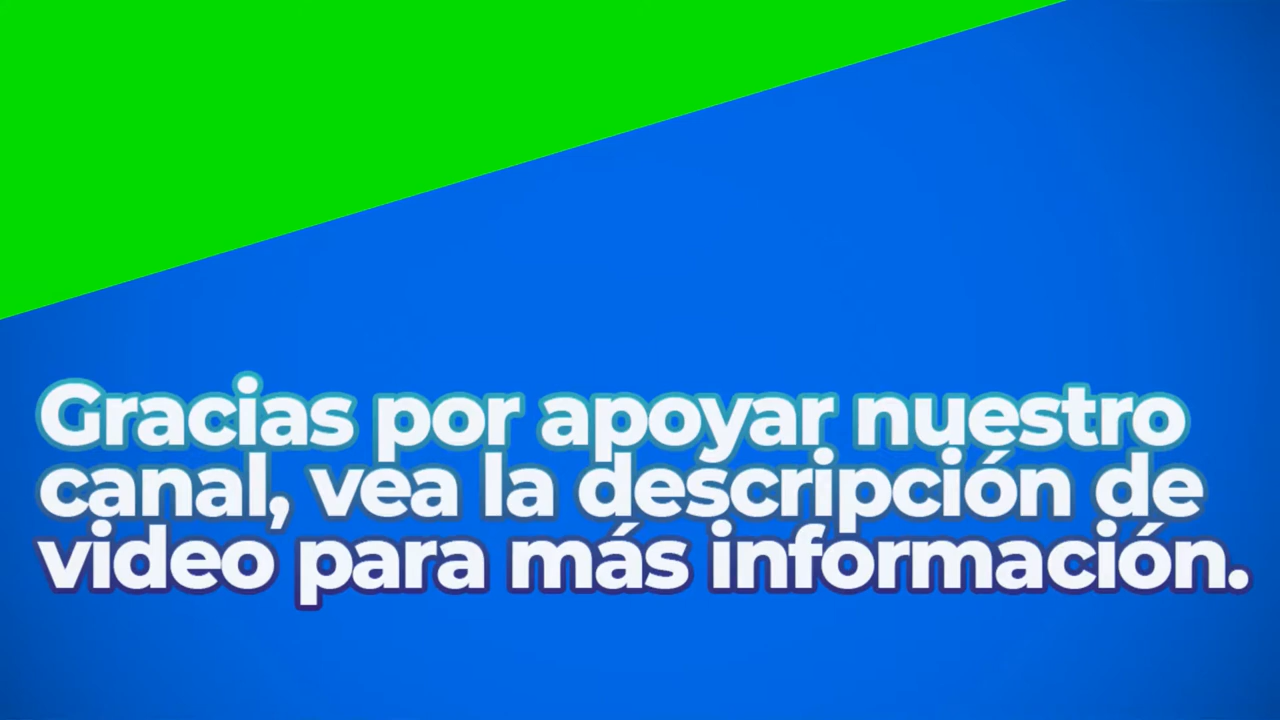 Gracias por apoyar nuestro
canal, vea la descripción de
video para más información.